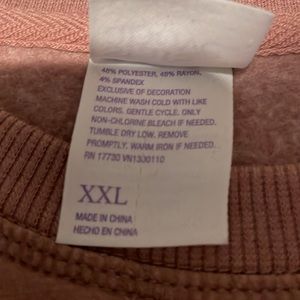 48% POLYESTER, 48% RAYON,
4% SPANDEX
EXCLUSIVE OF DECORATION
MACHINE WASH COLD WITH LIKE
COLORS. GENTLE CYCLE. ONLY
NON-CHLORINE BLEACH IF NEEDED.
TUMBLE DRY LOW. REMOVE
PROMPTLY. WARM IRON IF NEEDED.
RN 17730 VN1330110
XXL
MADE IN CHINA
HECHO EN CHINA